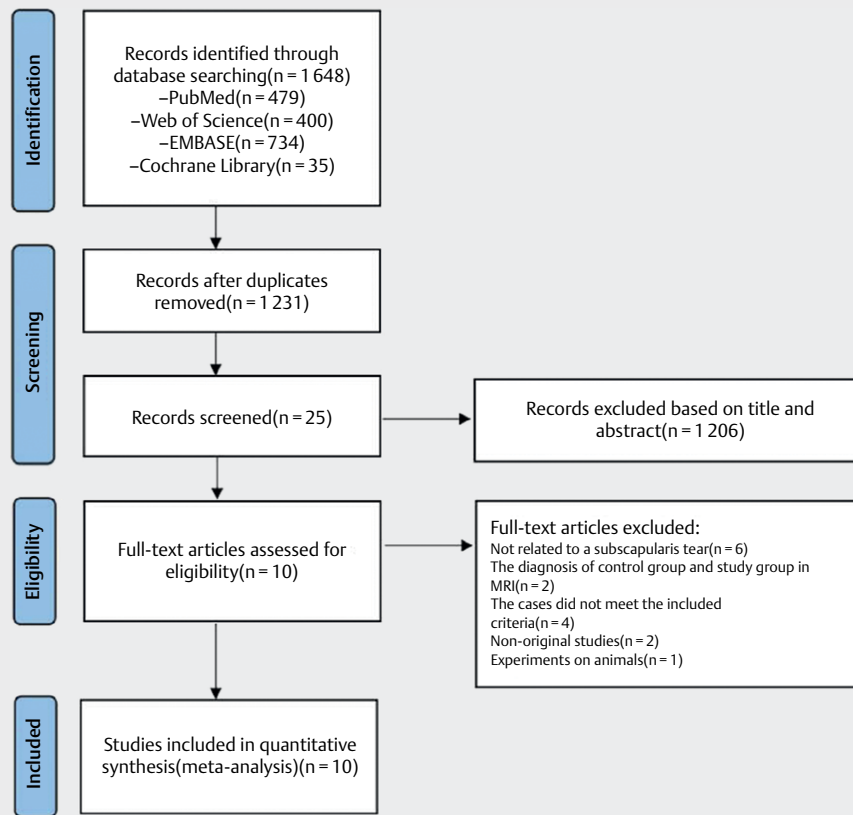 Identification
Records identified through
database searching(n = 1 648)
–PubMed(n = 479)
–Web of Science(n = 400)
–EMBASE(n = 734)
–Cochrane Library(n = 35)
Screening
Records after duplicates
removed(n = 1 231)
Records screened(n = 25)
Records excluded based on title and
abstract(n = 1 206)
Eligibility
Full-text articles assessed for
eligibility(n = 10)
Full-text articles excluded:
Not related to a subscapularis tear(n = 6)
The diagnosis of control group and study group in
MRI(n = 2)
The cases did not meet the included
criteria(n = 4)
Non-original studies(n = 2)
Experiments on animals(n = 1)
Included
Studies included in quantitative
synthesis(meta-analysis)(n = 10)